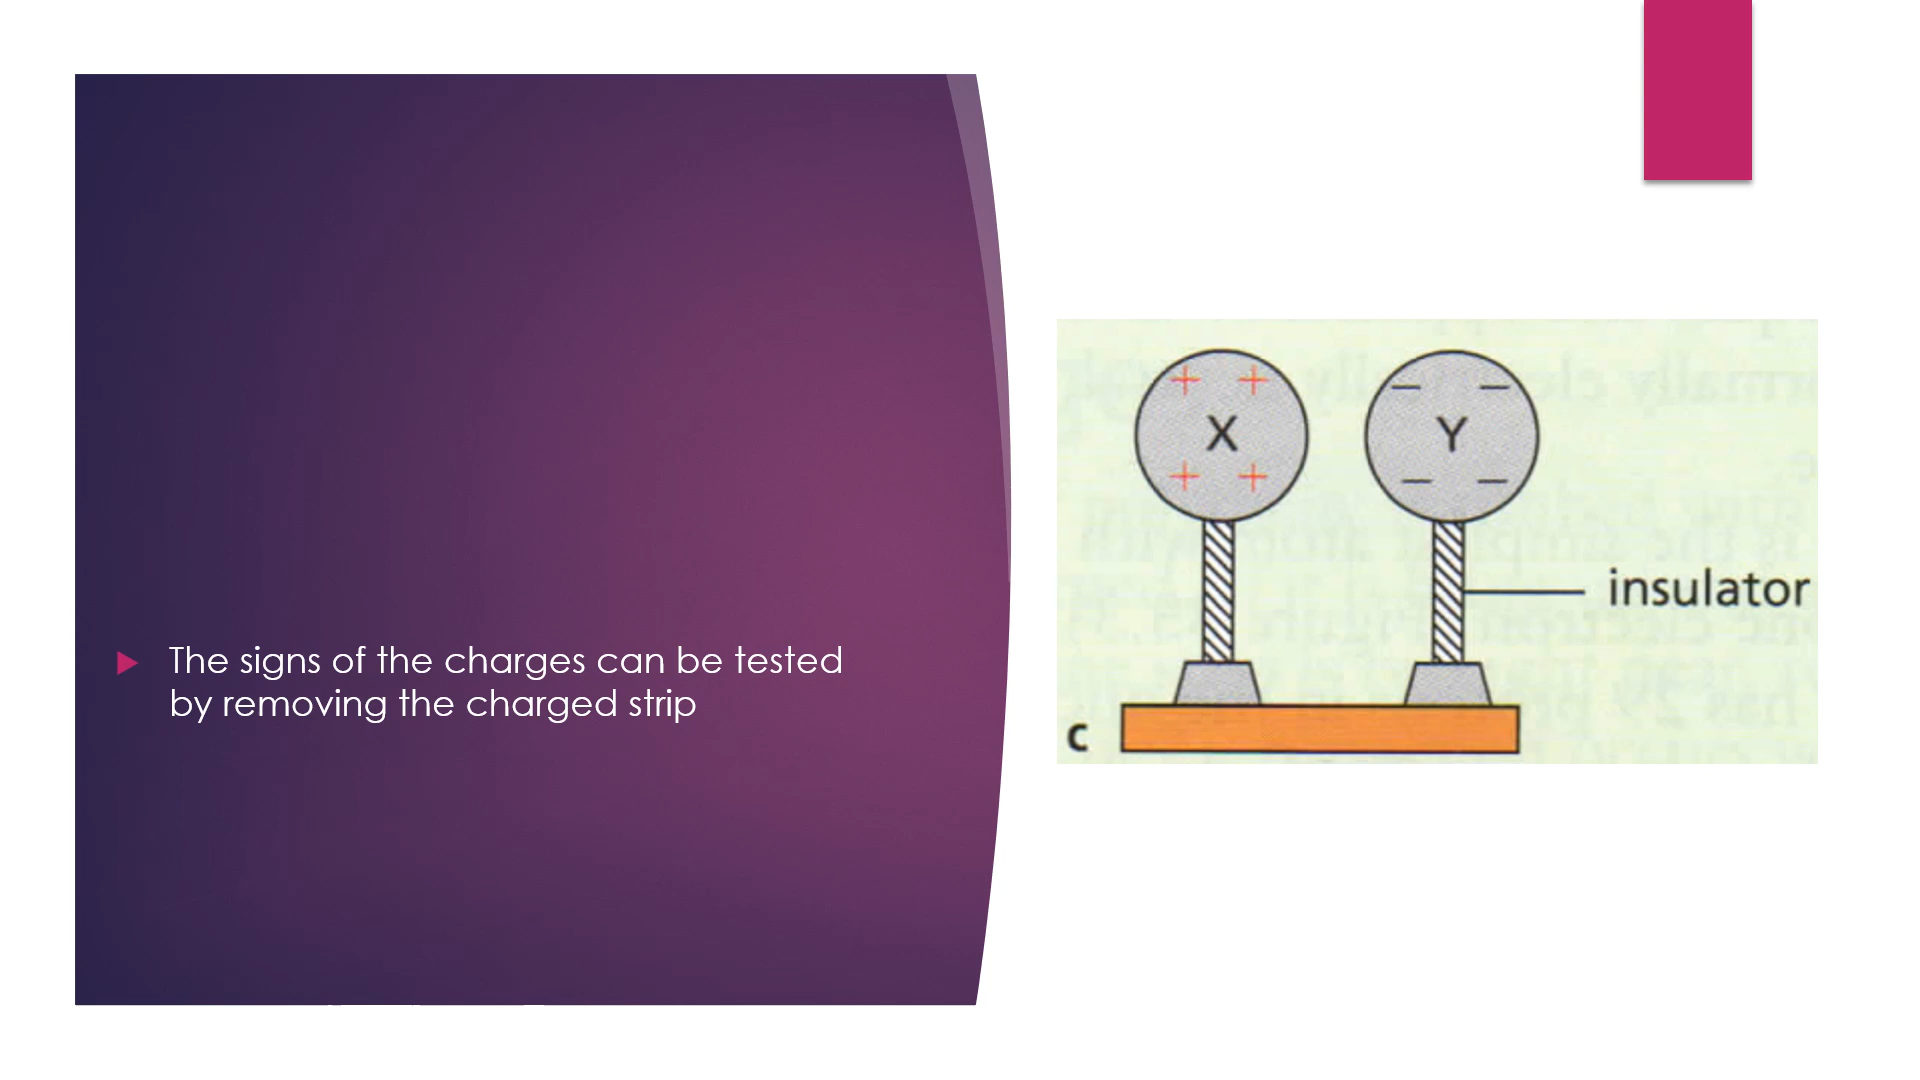 The signs of the charges can be tested
by removing the charged strip
+ +
X
+ +
— —
Y
— —
insulator
c